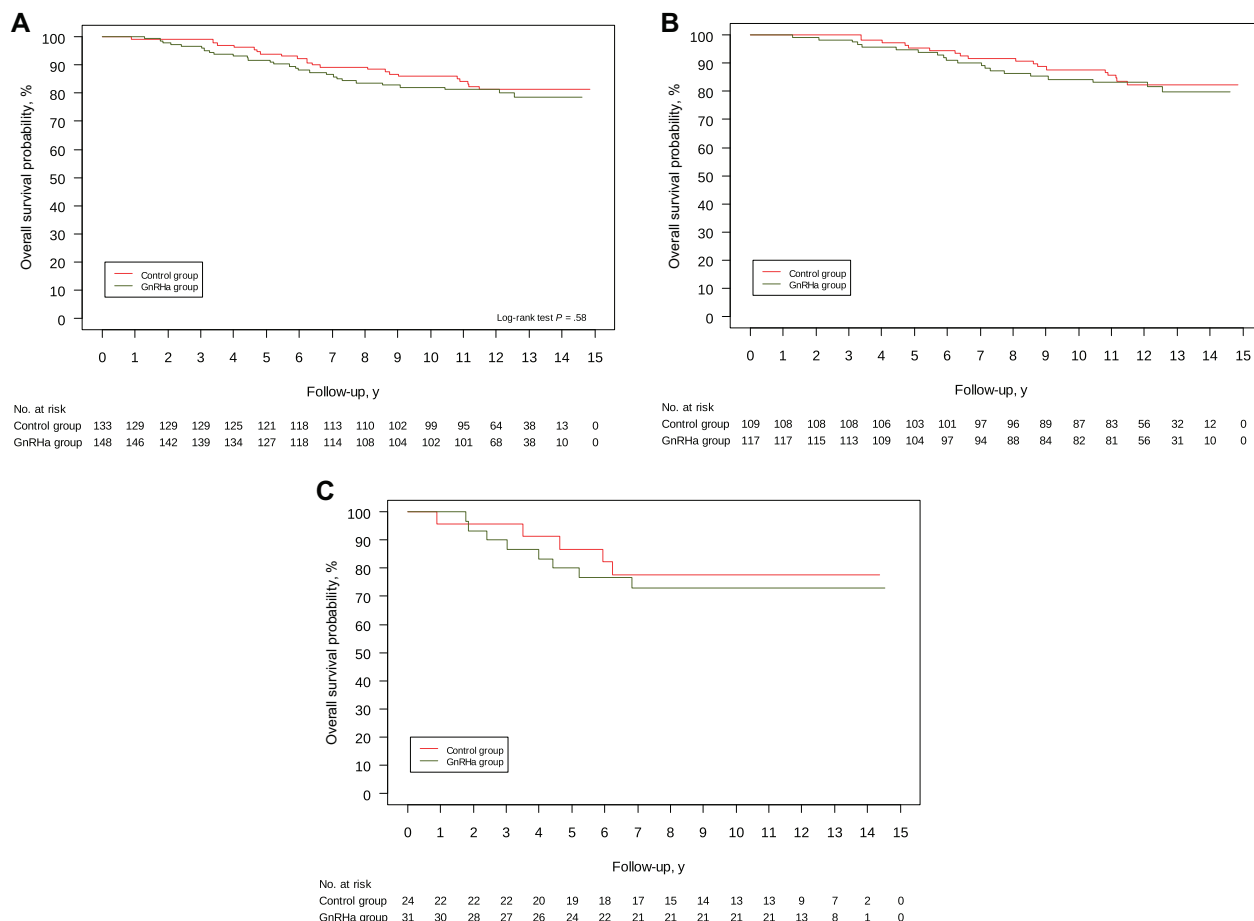 A
Overall survival probability, %
100
90
80
70
60
50
40
30
20
10
0
Control group
GnRHa group
Log-rank test P = .58
0 1 2 3 4 5 6 7 8 9 10 11 12 13 14 15
Follow-up, y
No. at risk
Control group 133 129 129 129 125 121 118 113 110 102 99 95 64 38 13 0
GnRHa group 148 146 142 139 134 127 118 114 108 104 102 101 68 38 10 0
B
Overall survival probability, %
100
90
80
70
60
50
40
30
20
10
0
Control group
GnRHa group
0 1 2 3 4 5 6 7 8 9 10 11 12 13 14 15
Follow-up, y
No. at risk
Control group 109 108 108 108 106 103 101 97 96 89 87 83 56 32 12 0
GnRHa group 117 117 115 113 109 104 97 94 88 84 82 81 56 31 10 0
C
Overall survival probability, %
100
90
80
70
60
50
40
30
20
10
0
Control group
GnRHa group
0 1 2 3 4 5 6 7 8 9 10 11 12 13 14 15
Follow-up, y
No. at risk
Control group 24 22 22 22 20 19 18 17 15 14 13 13 9 7 2 0
GnRHa group 31 30 28 27 26 24 22 21 21 21 21 21 13 8 1 0